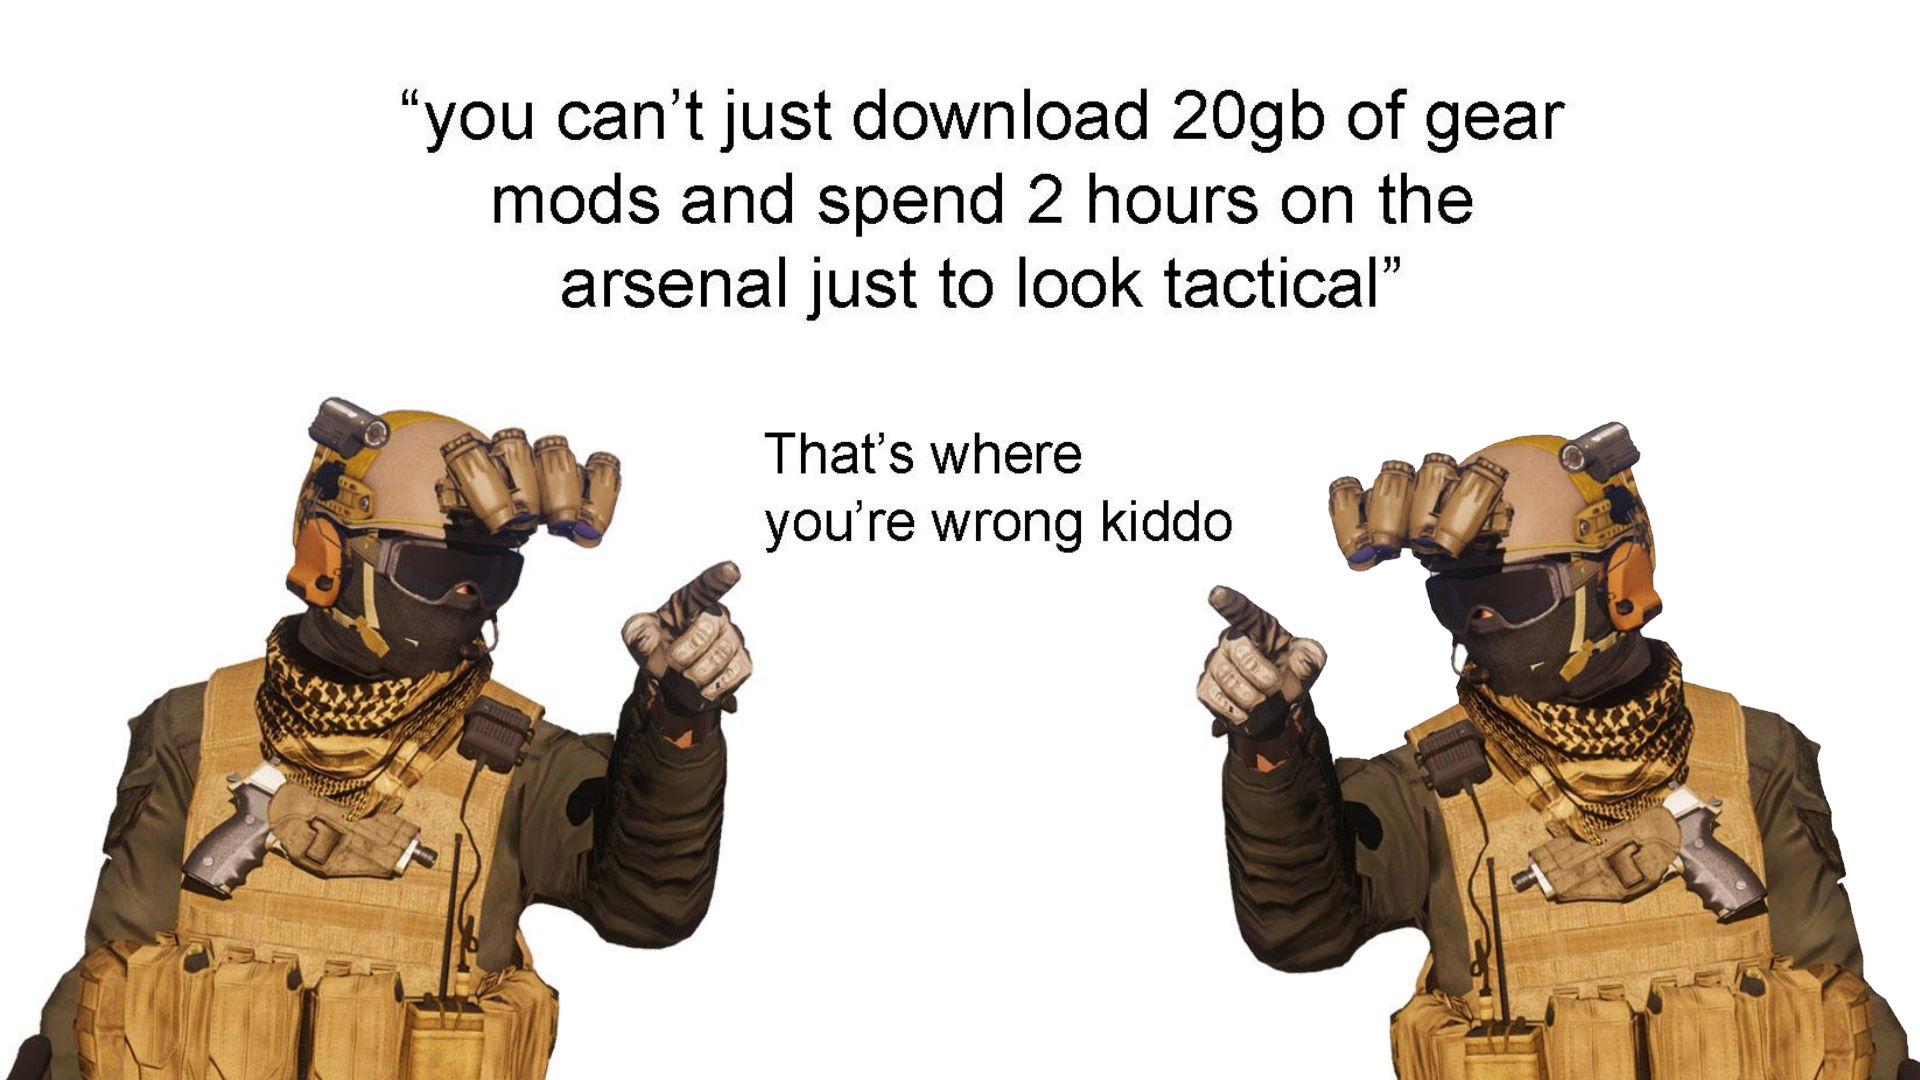 “you can’t just download 20gb of gear
mods and spend 2 hours on the
arsenal just to look tactical”
That’s where
you’re wrong kiddo